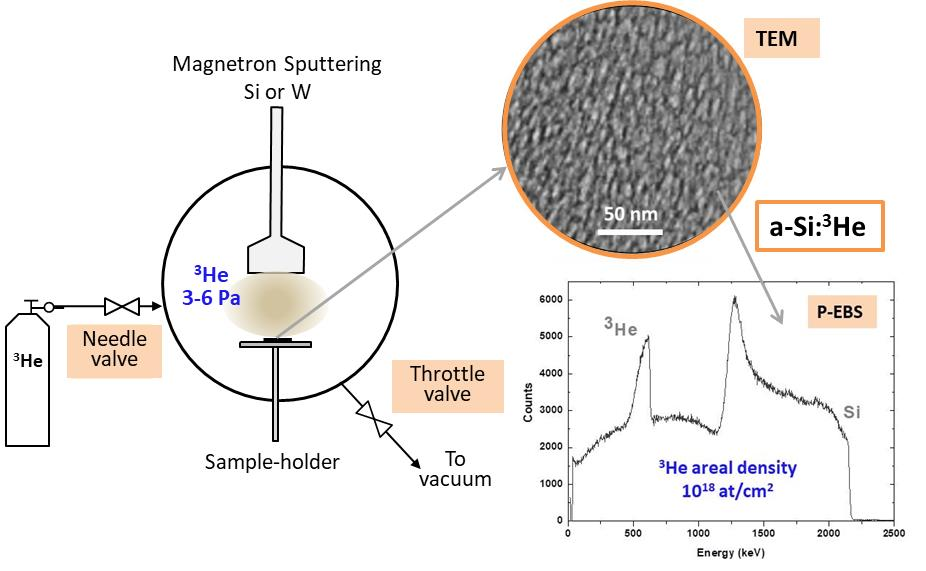 Magnetron Sputtering
Si or W
³He
3-6 Pa
³He
Needle
valve
Throttle
valve
Sample-holder
To
vacuum
TEM
50 nm
a-Si:³He
P-EBS
³He
Si
³He areal density
10¹⁸ at/cm²
Counts
6000
5000
4000
3000
2000
1000
0
0 500 1000 1500 2000 2500
Energy (keV)